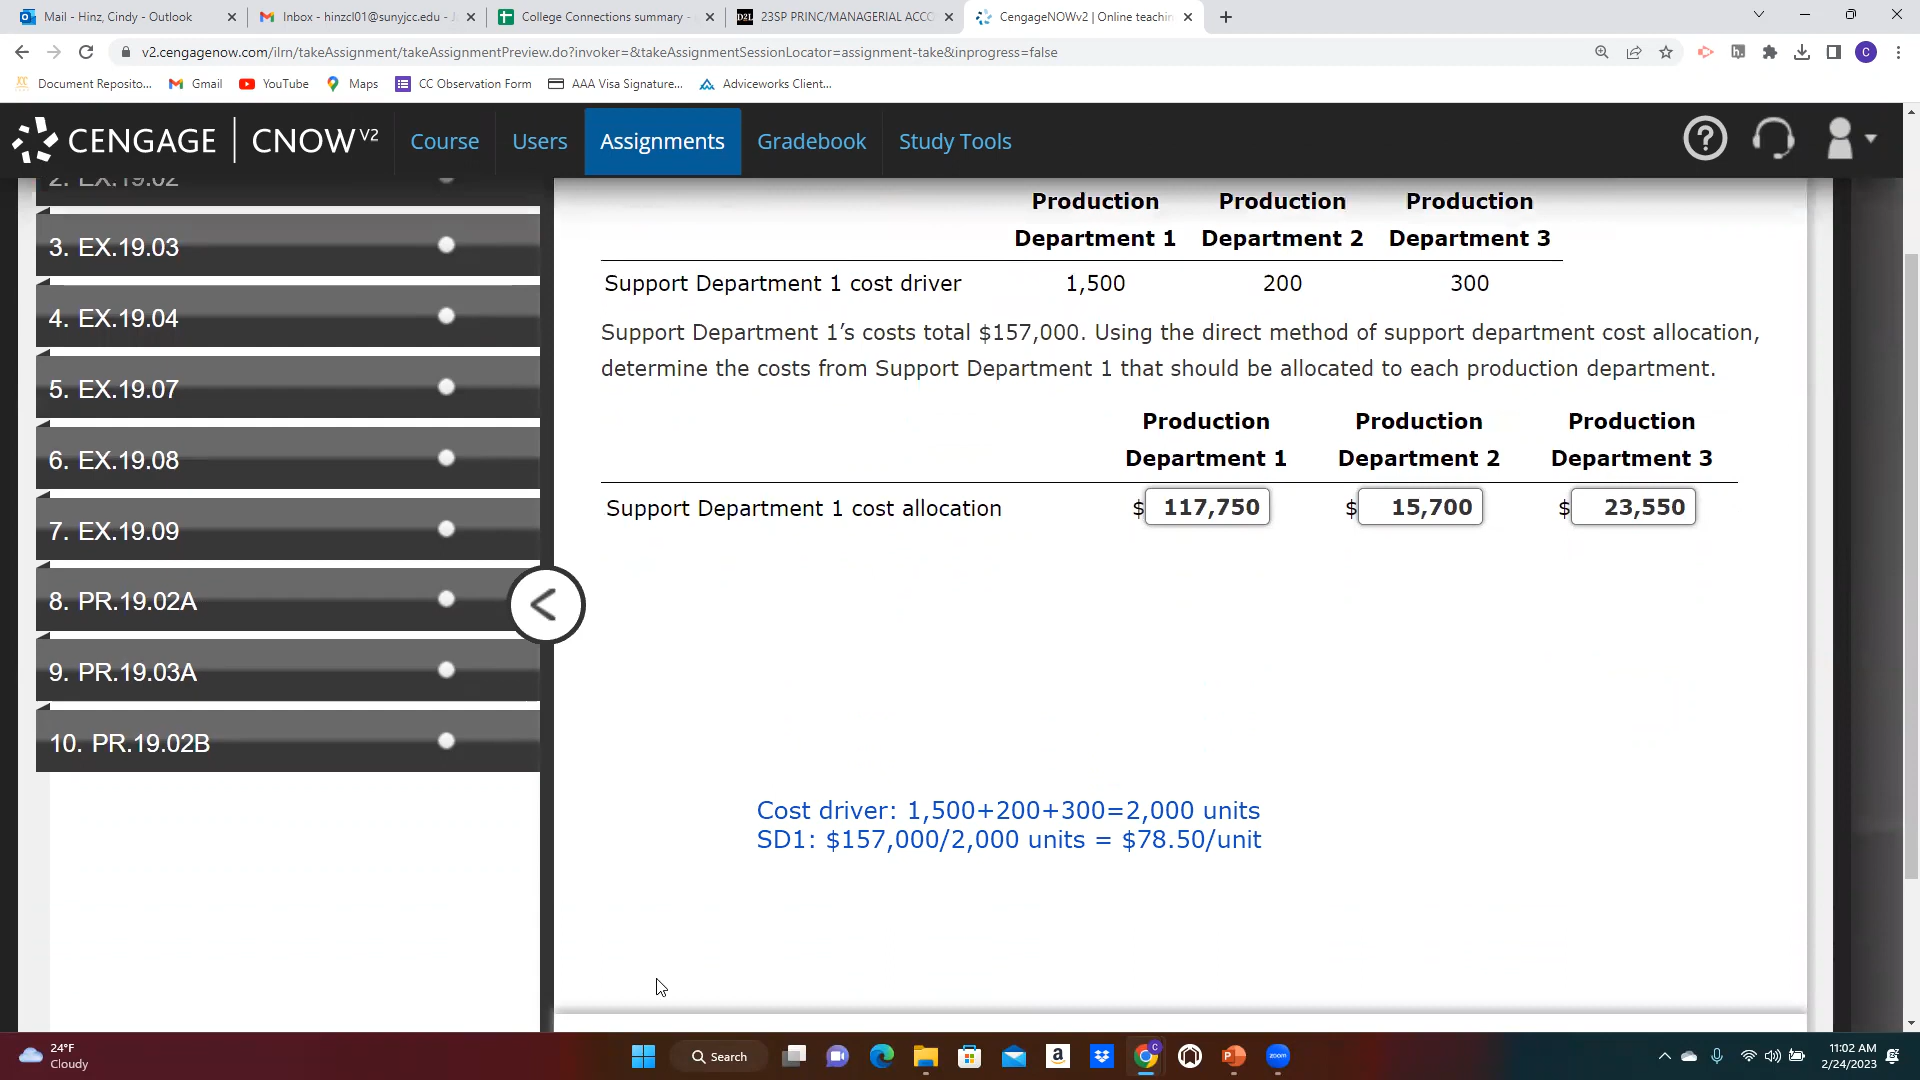 Mail - Hinz, Cindy - Outlook
Inbox - hinzcl01@sunyjcc.edu - J
College Connections summary -
D2L 23SP PRINC/MANAGERIAL ACCO
CengageNOWv2 | Online teachin
v2.cengagenow.com/ilrn/takeAssignment/takeAssignmentPreview.do?invoker=&takeAssignmentSessionLocator=assignment-take&inprogress=false
C
Document Reposito...
Gmail
YouTube
Maps
CC Observation Form
AAA Visa Signature...
Adviceworks Client...
CENGAGE
CNOWV2
Course
Users
Assignments
Gradebook
Study Tools
2. EX.19.02
3. EX.19.03
4. EX.19.04
5. EX.19.07
6. EX.19.08
7. EX.19.09
8. PR.19.02A
9. PR.19.03A
10. PR.19.02B
Production Production Production
Department 1 Department 2 Department 3
Support Department 1 cost driver 1,500 200 300
Support Department 1’s costs total $157,000. Using the direct method of support department cost allocation,
determine the costs from Support Department 1 that should be allocated to each production department.
Production Production Production
Department 1 Department 2 Department 3
Support Department 1 cost allocation $ 117,750 $ 15,700 $ 23,550
Cost driver: 1,500+200+300=2,000 units
SD1: $157,000/2,000 units = $78.50/unit
24°F
Cloudy
Search
zoom
11:02 AM
2/24/2023